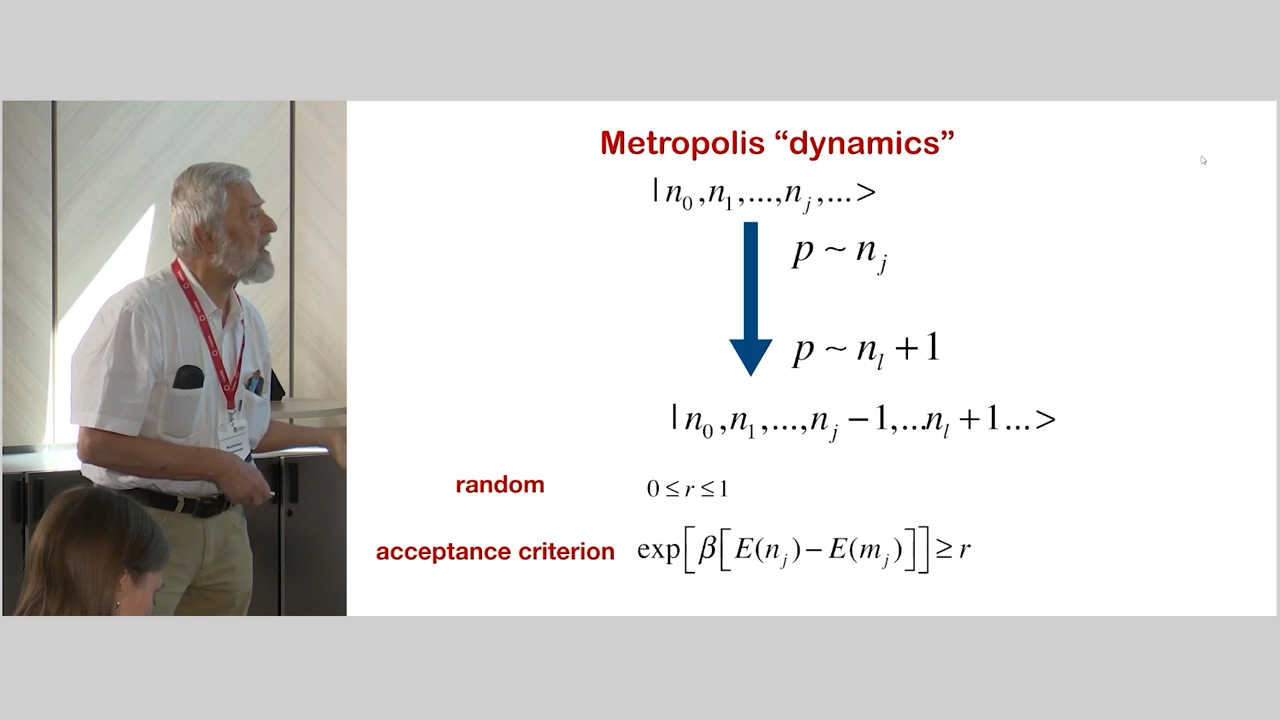 Metropolis “dynamics”
|n₀,n₁,...,nⱼ,...>
p ~ nⱼ
p ~ nₗ + 1
|n₀,n₁,...,nⱼ − 1,...nₗ + 1...>
random 0 ≤ r ≤ 1
acceptance criterion exp[β[E(nⱼ) − E(mⱼ)]] ≥ r